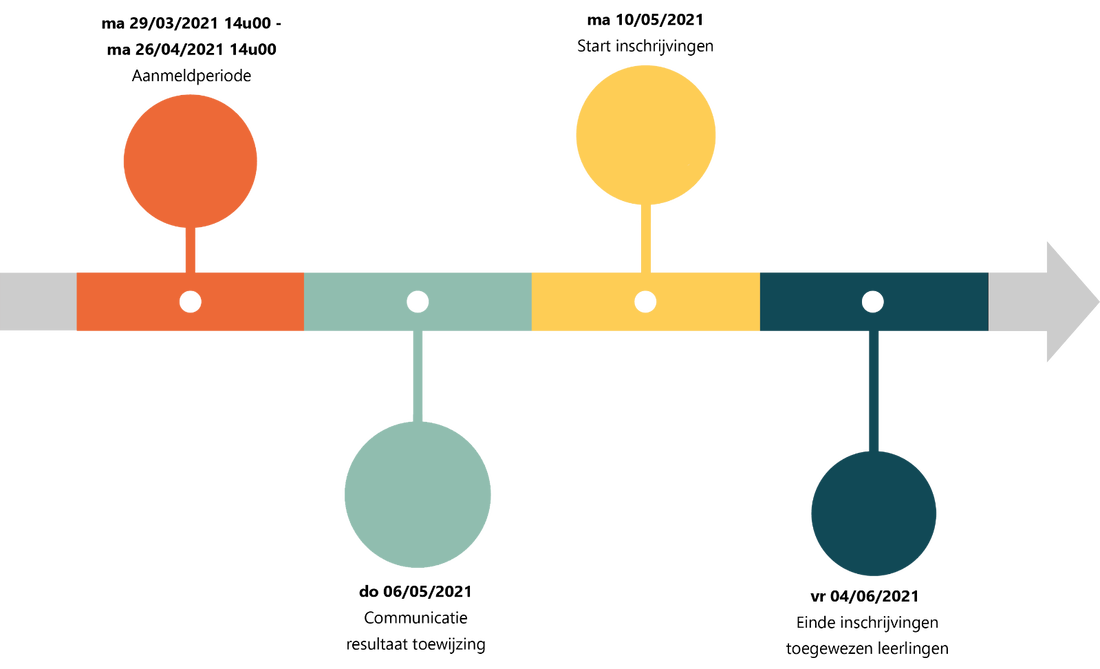 ma 29/03/2021 14u00 -
ma 26/04/2021 14u00
Aanmeldperiode
do 06/05/2021
Communicatie
resultaat toewijzing
ma 10/05/2021
Start inschrijvingen
vr 04/06/2021
Einde inschrijvingen
toegewezen leerlingen